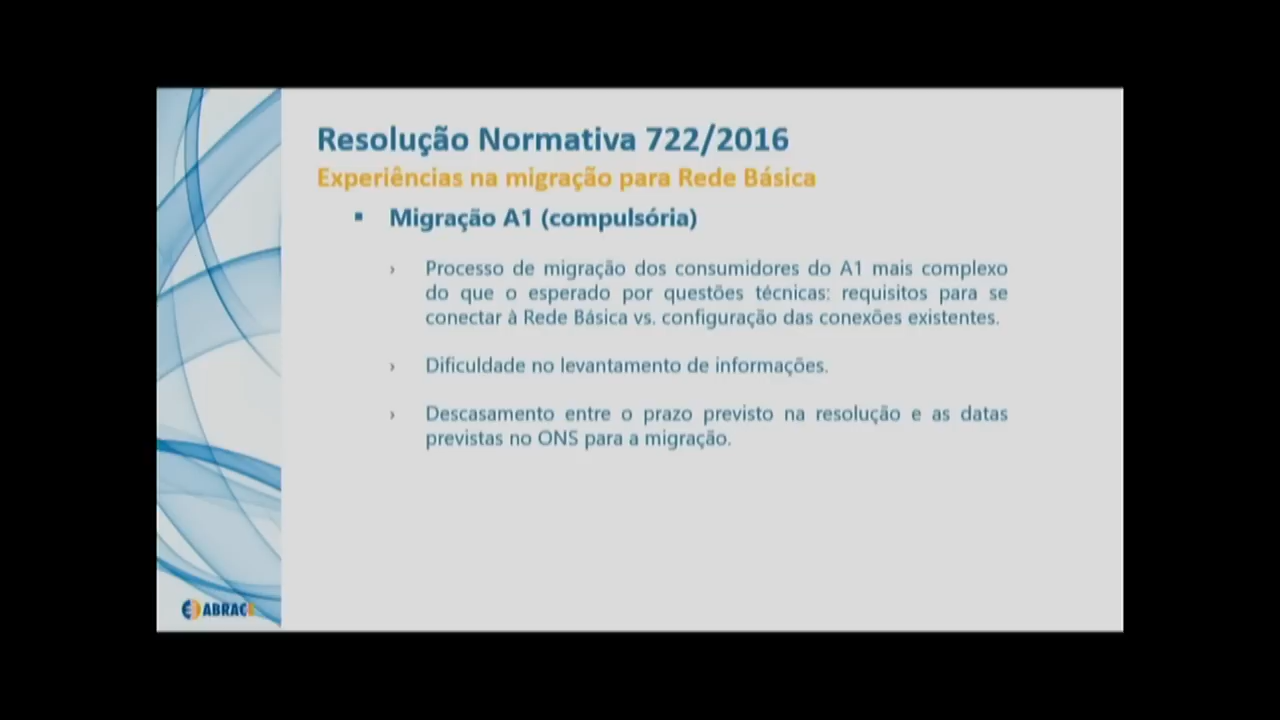 Resolução Normativa 722/2016
Experiências na migração para Rede Básica
▪ Migração A1 (compulsória)
› Processo de migração dos consumidores do A1 mais complexo
do que o esperado por questões técnicas: requisitos para se
conectar à Rede Básica vs. configuração das conexões existentes.
› Dificuldade no levantamento de informações.
› Descasamento entre o prazo previsto na resolução e as datas
previstas no ONS para a migração.
ABRACE